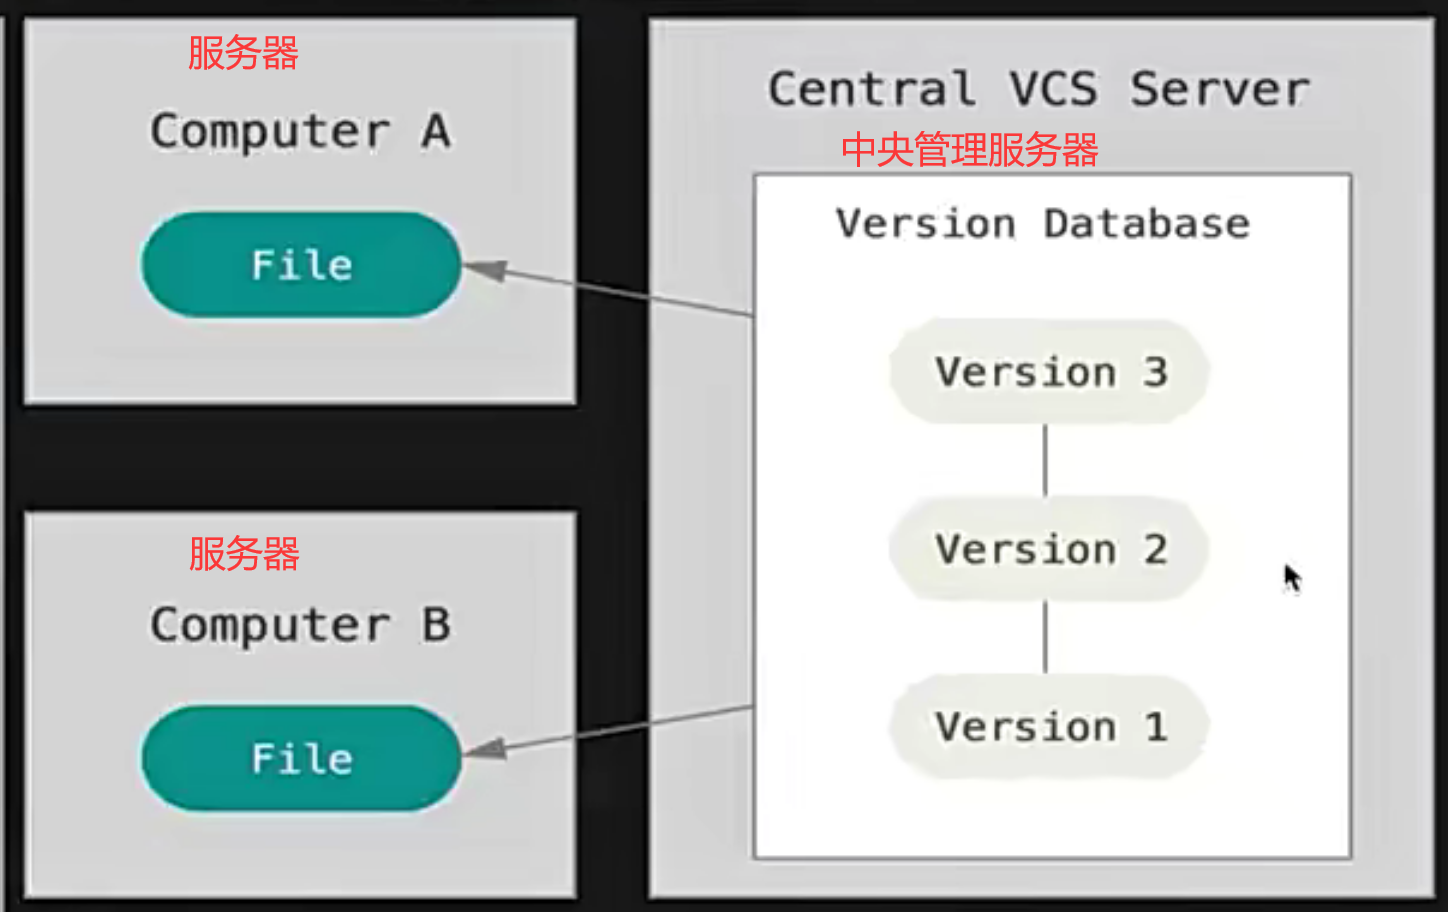 服务器
Computer A
File
服务器
Computer B
File
Central VCS Server
中央管理服务器
Version Database
Version 3
Version 2
Version 1